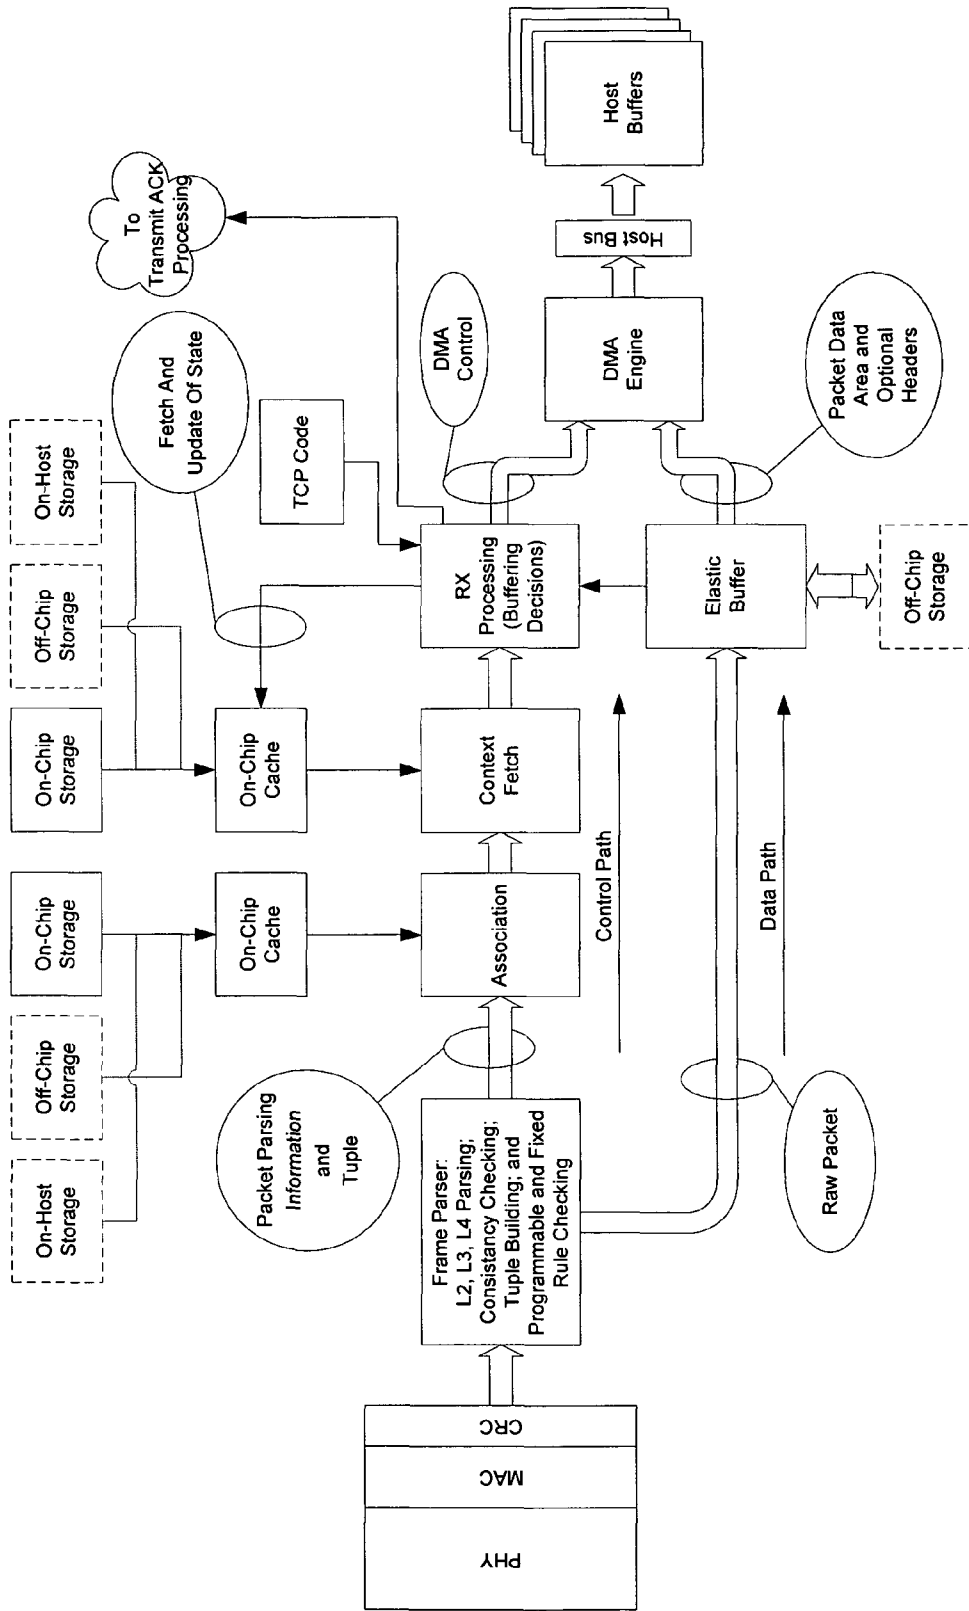 On-Host
Storage
Off-Chip
Storage
On-Chip
Storage
On-Chip
Storage
Off-Chip
Storage
On-Host
Storage
To
Transmit ACK
Processing
Fetch And
Update Of State
On-Chip
Cache
On-Chip
Cache
TCP Code
Packet Parsing
Information
and
Tuple
DMA
Control
PHY
MAC
CRC
Frame Parser:
L2, L3, L4 Parsing;
Consistancy Checking;
Tuple Building; and
Programmable and Fixed
Rule Checking
Association
Context
Fetch
RX
Processing
(Buffering
Decisions)
DMA
Engine
Host Bus
Host
Buffers
Control Path
Raw Packet
Data Path
Elastic
Buffer
Packet Data
Area and
Optional
Headers
Off-Chip
Storage